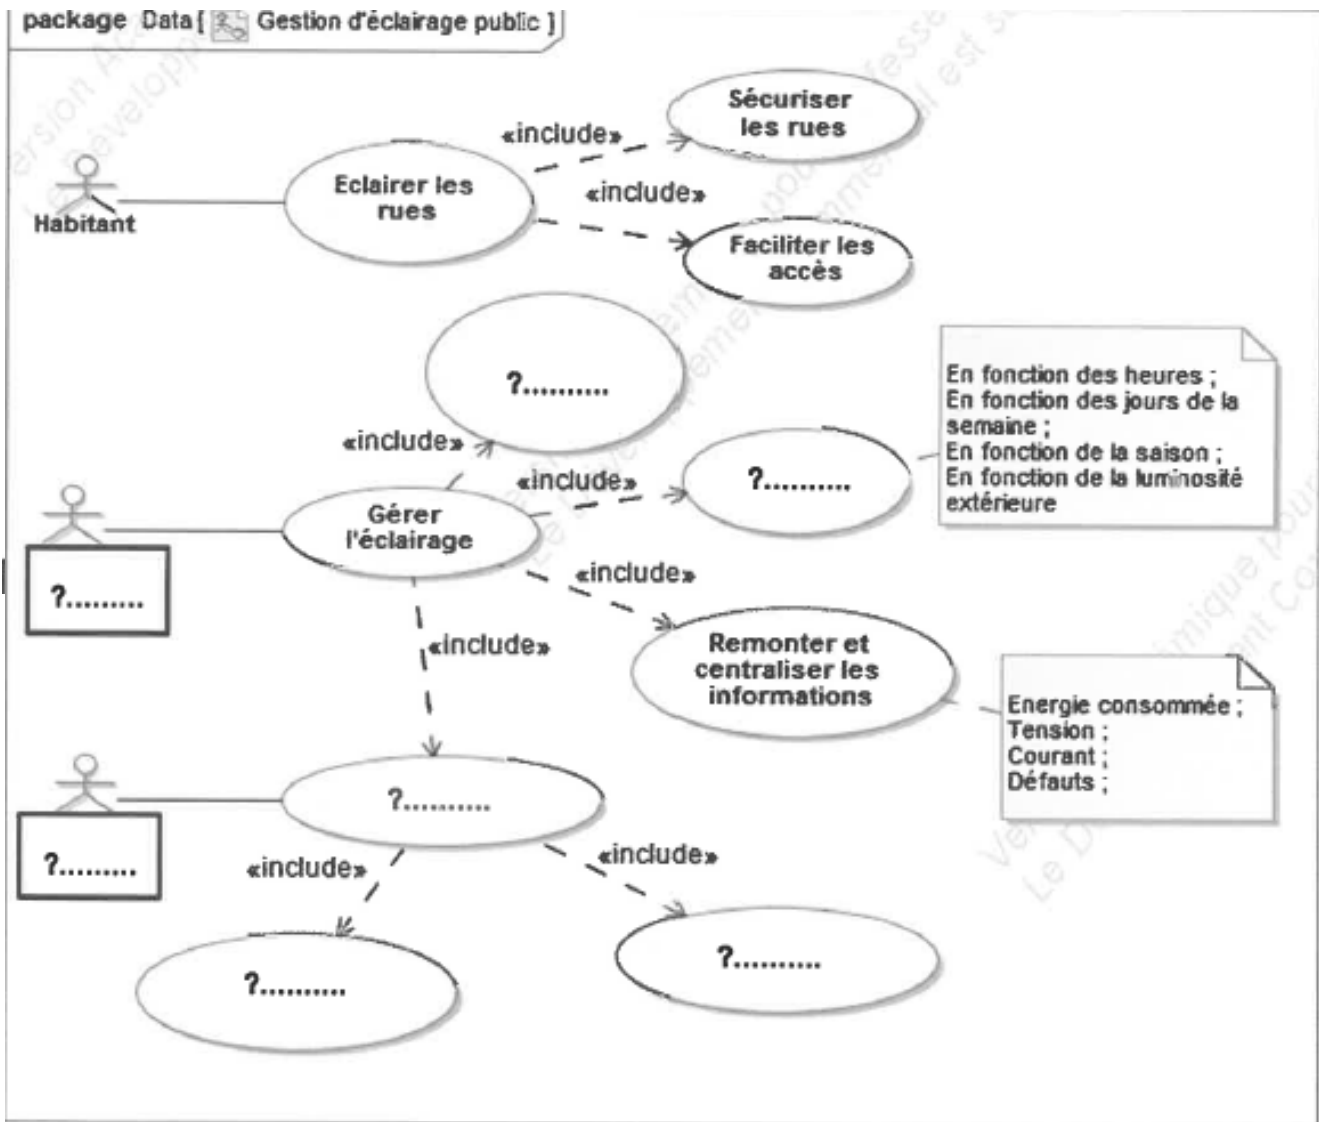 package Data [ Gestion d'éclairage public ]
Sécuriser
les rues
«include»
Eclairer les
rues
«include»
Habitant
Faciliter les
accès
?..........
En fonction des heures ;
En fonction des jours de la
semaine ;
En fonction de la saison ;
En fonction de la luminosité
extérieure
«include»
«include»
?..........
Gérer
l'éclairage
?.........
«include»
«include»
Remonter et
centraliser les
informations
Energie consommée ;
Tension ;
Courant ;
Défauts ;
?..........
?.........
«include»
«include»
?..........
?..........